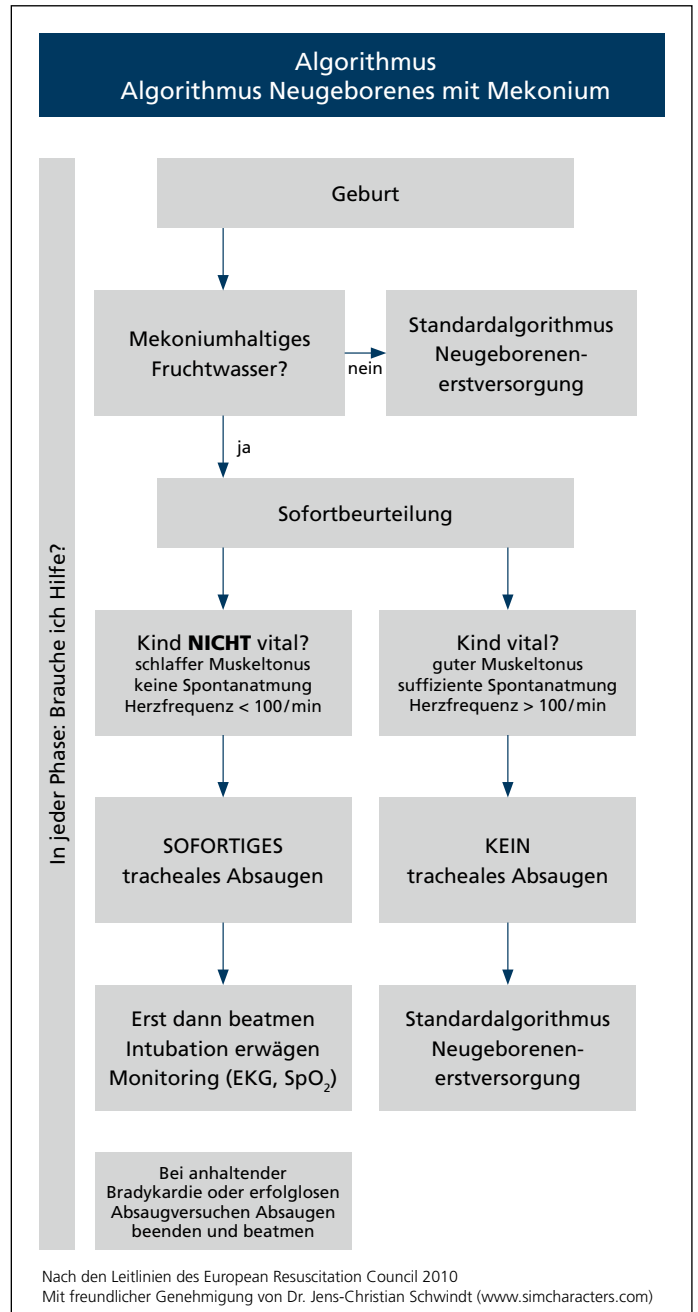 Algorithmus
Algorithmus Neugeborenes mit Mekonium
In jeder Phase: Brauche ich Hilfe?
Geburt
Mekoniumhaltiges
Fruchtwasser?
nein
Standardalgorithmus
Neugeborenen-
erstversorgung
ja
Sofortbeurteilung
Kind NICHT vital?
schlaffer Muskeltonus
keine Spontanatmung
Herzfrequenz < 100/min
Kind vital?
guter Muskeltonus
suffiziente Spontanatmung
Herzfrequenz > 100/min
SOFORTIGES
tracheales Absaugen
KEIN
tracheales Absaugen
Erst dann beatmen
Intubation erwägen
Monitoring (EKG, SpO₂)
Standardalgorithmus
Neugeborenen-
erstversorgung
Bei anhaltender
Bradykardie oder erfolglosen
Absaugversuchen Absaugen
beenden und beatmen
Nach den Leitlinien des European Resuscitation Council 2010
Mit freundlicher Genehmigung von Dr. Jens-Christian Schwindt (www.simcharacters.com)